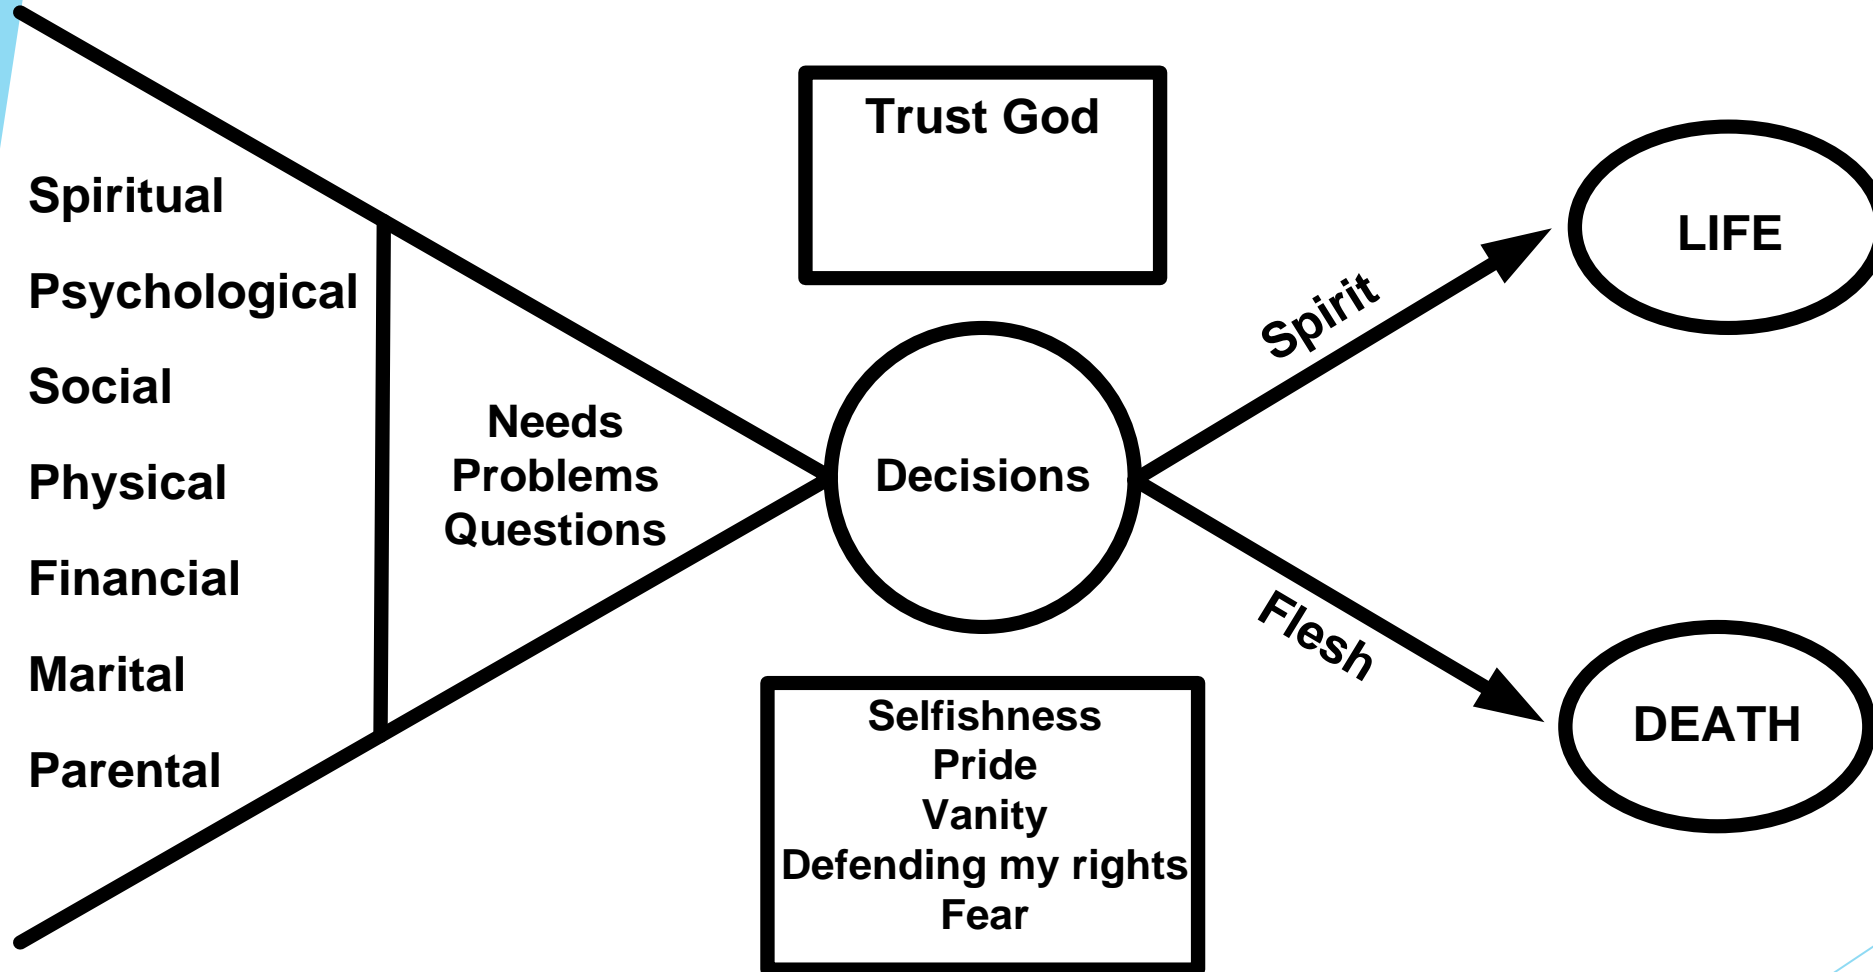 Spiritual
Psychological
Social
Physical
Financial
Marital
Parental
Needs
Problems
Questions
Trust God
Decisions
Selfishness
Pride
Vanity
Defending my rights
Fear
Spirit
Flesh
LIFE
DEATH